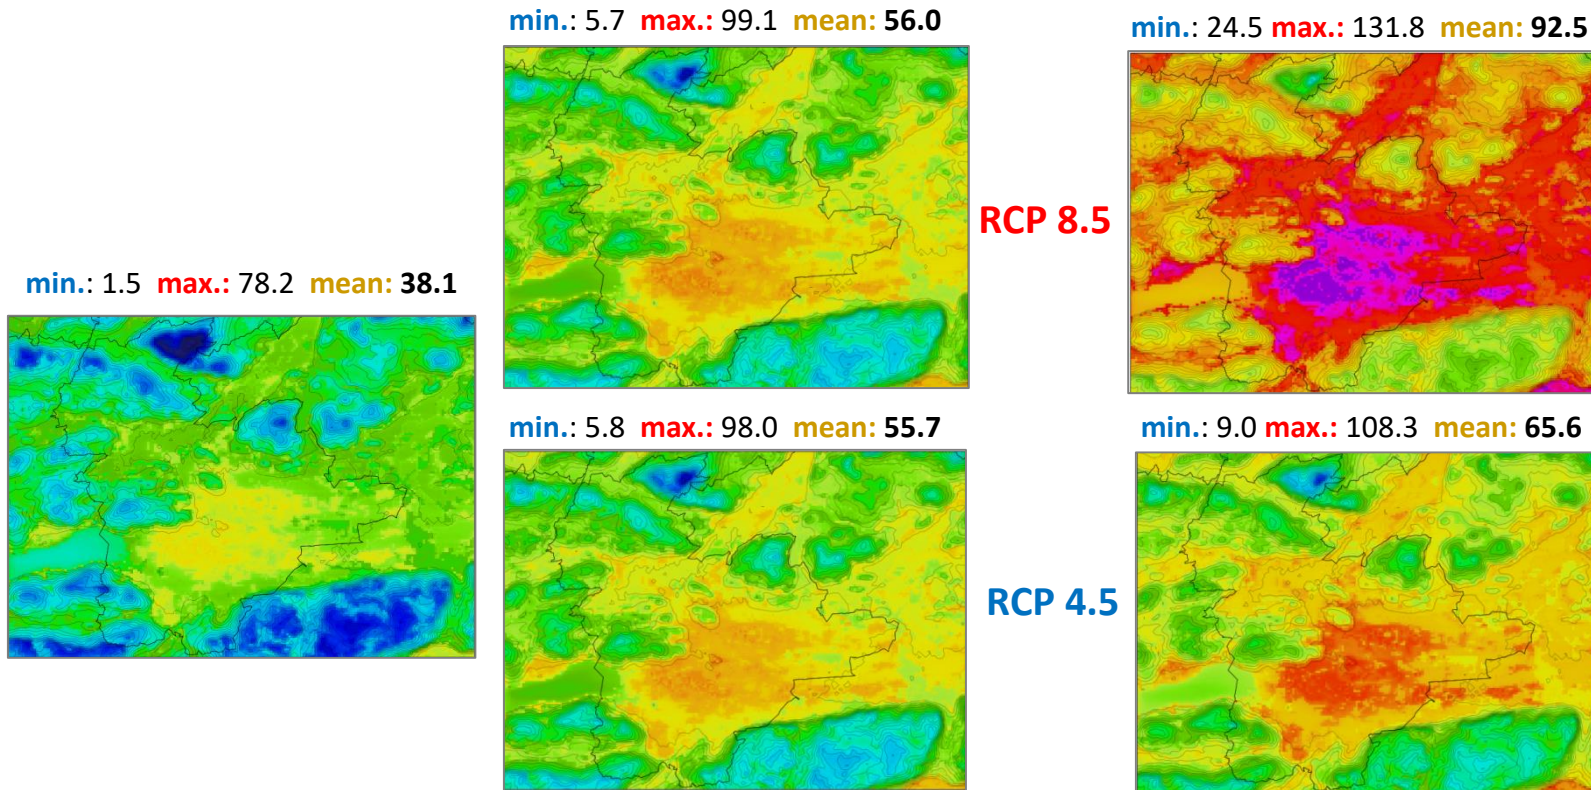 min.: 5.7 max.: 99.1 mean: 56.0
min.: 24.5 max.: 131.8 mean: 92.5
RCP 8.5
min.: 1.5 max.: 78.2 mean: 38.1
min.: 5.8 max.: 98.0 mean: 55.7
min.: 9.0 max.: 108.3 mean: 65.6
RCP 4.5